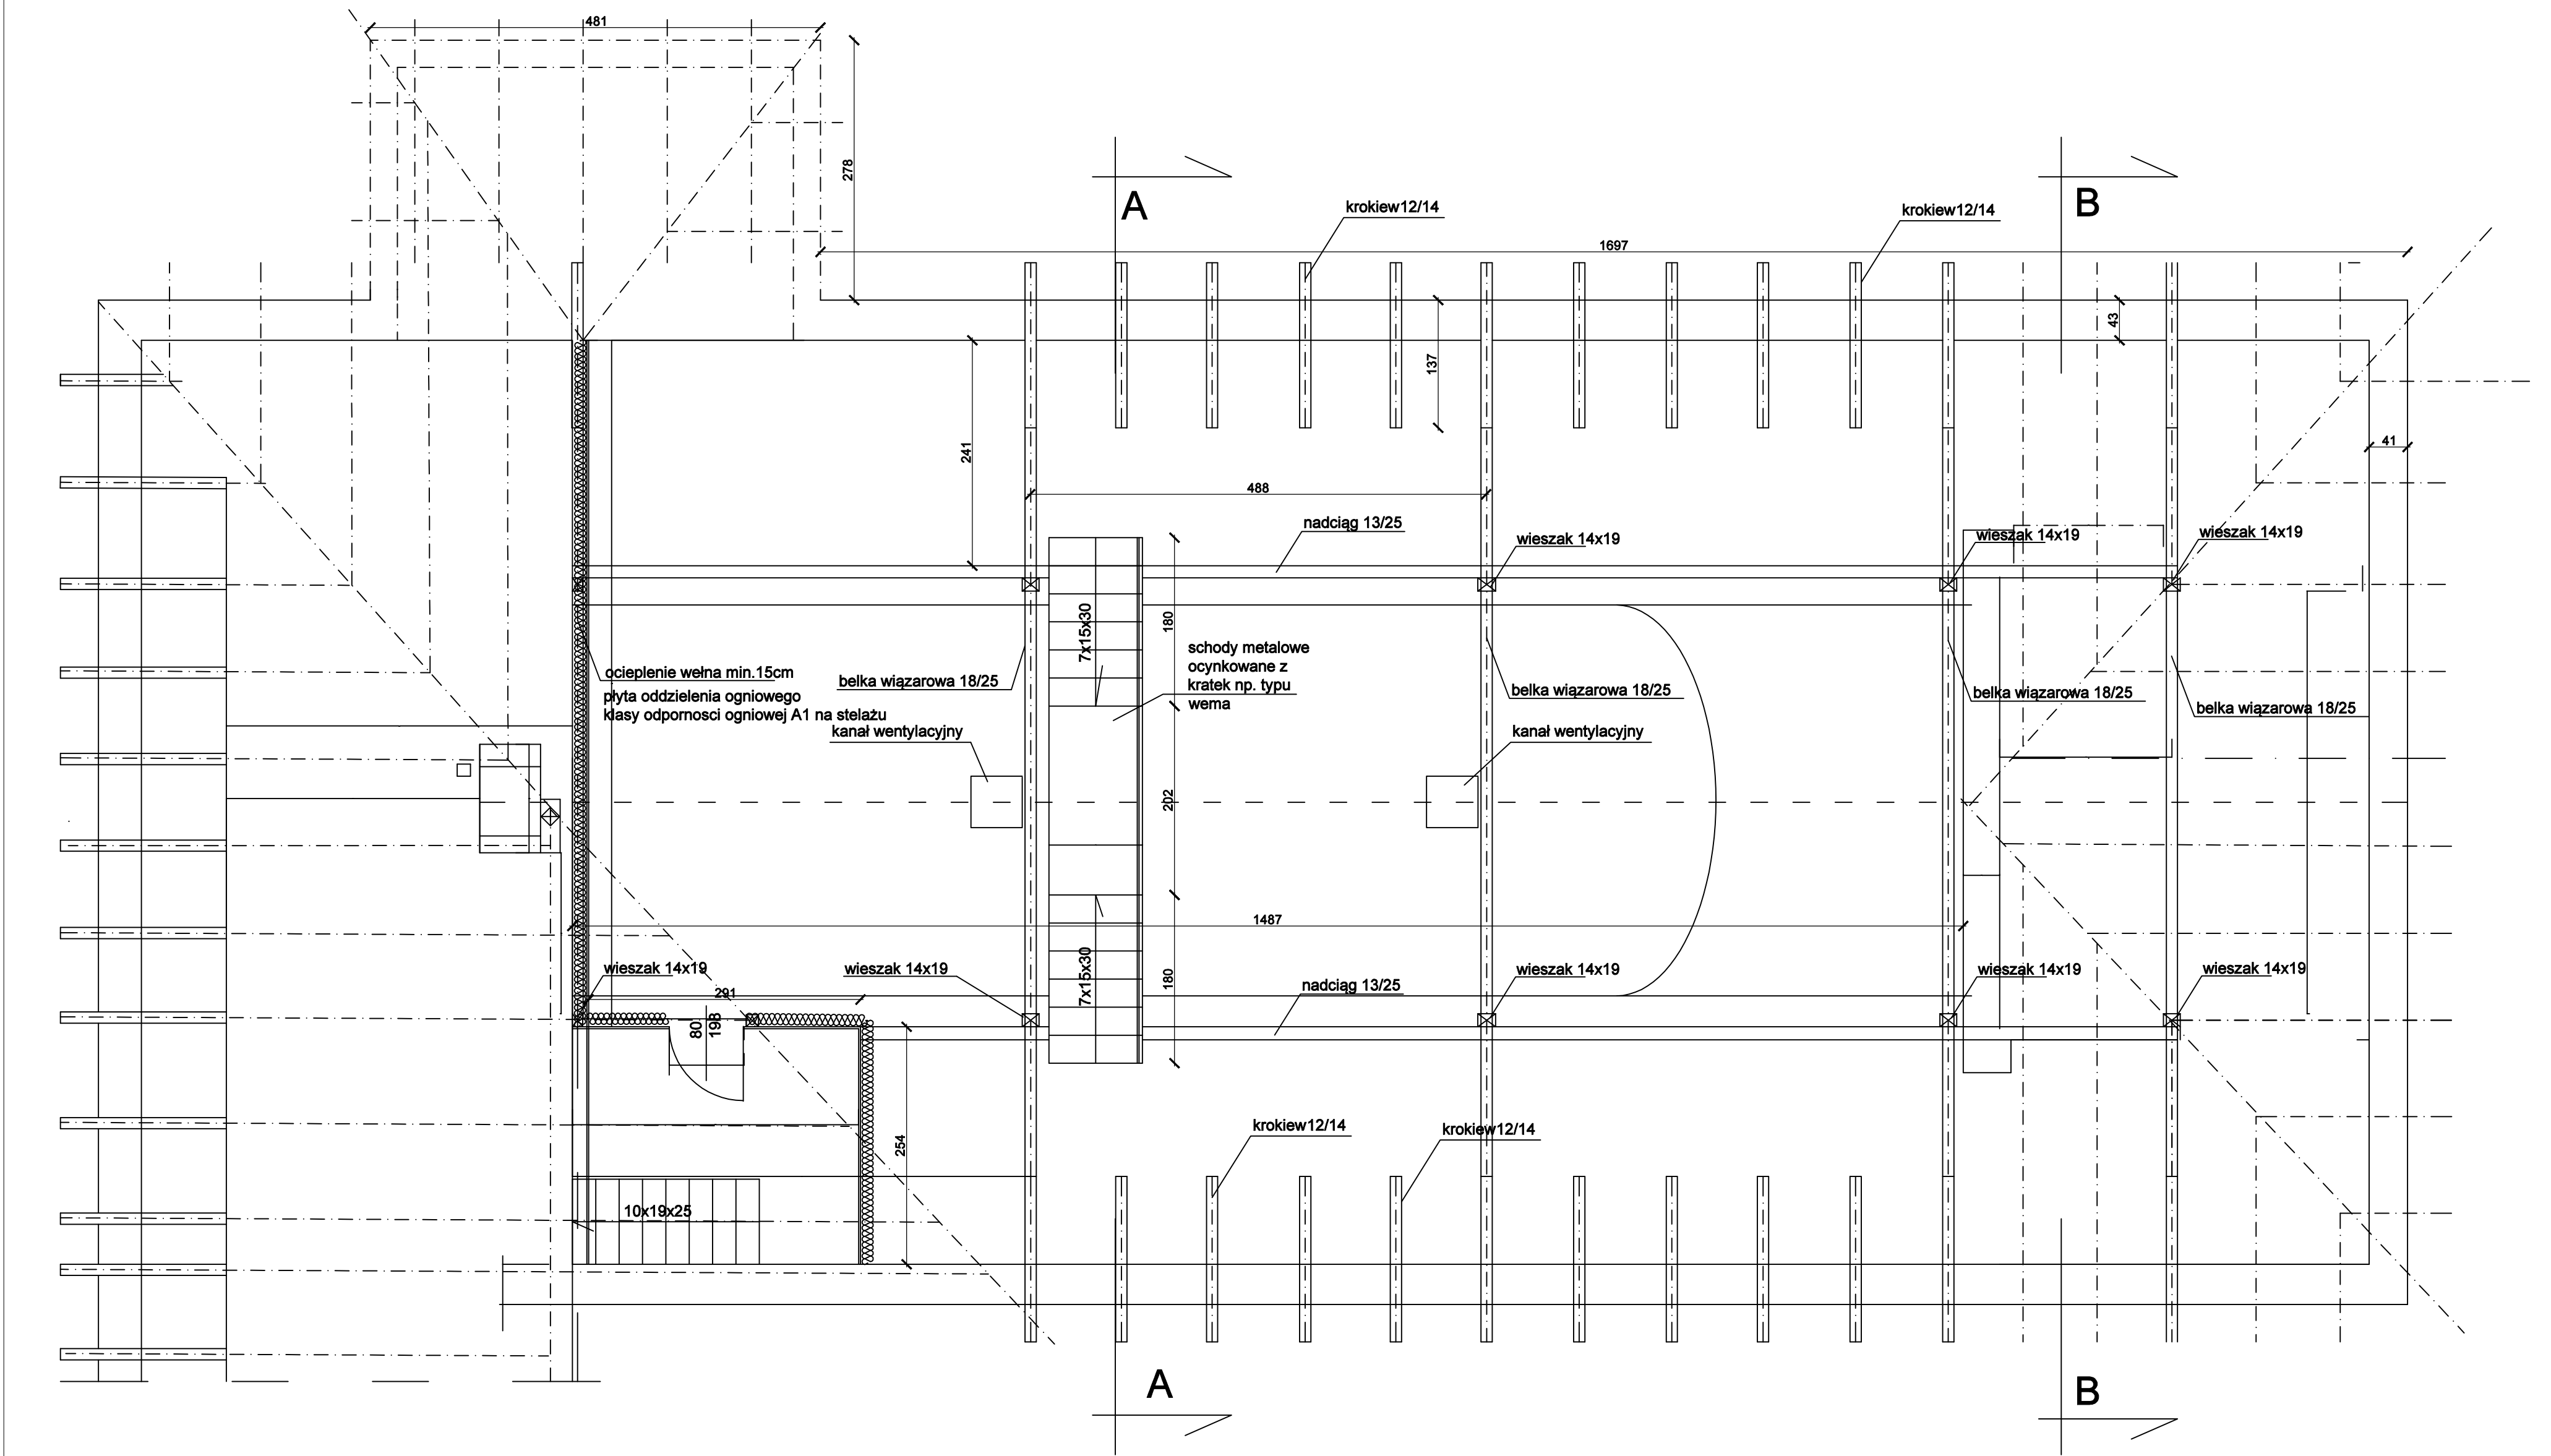 481
278
A
B
krokiew12/14
krokiew12/14
1697
43
137
41
241
488
nadciąg 13/25
wieszak 14x19
wieszak 14x19
wieszak 14x19
7x15x30
180
schody metalowe
ocynkowane z
kratek np. typu
wema
ocieplenie wełna min.15cm
płyta oddzielenia ogniowego
klasy odpornosci ogniowej A1 na stelażu
belka wiązarowa 18/25
belka wiązarowa 18/25
belka wiązarowa 18/25
belka wiązarowa 18/25
kanał wentylacyjny
kanał wentylacyjny
202
1487
wieszak 14x19
wieszak 14x19
wieszak 14x19
wieszak 14x19
wieszak 14x19
291
7x15x30
180
nadciąg 13/25
80
198
254
krokiew12/14
krokiew12/14
10x19x25
A
B